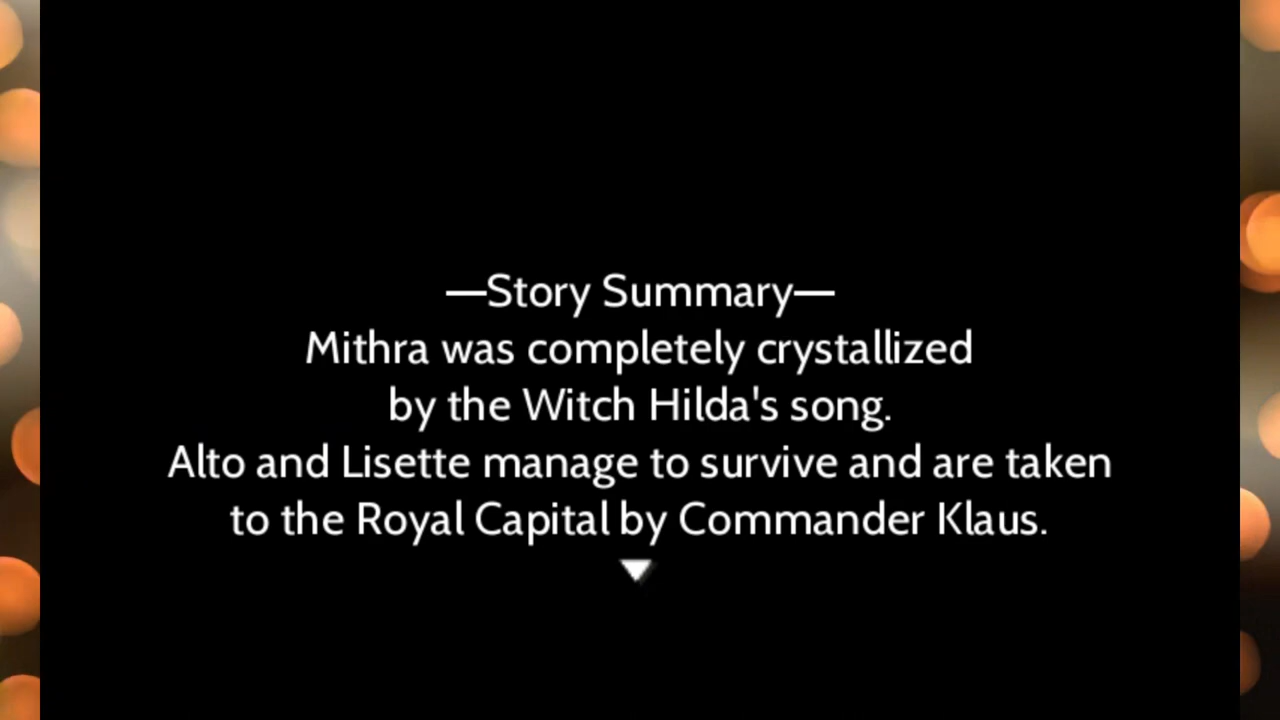 —Story Summary—
Mithra was completely crystallized
by the Witch Hilda's song.
Alto and Lisette manage to survive and are taken
to the Royal Capital by Commander Klaus.